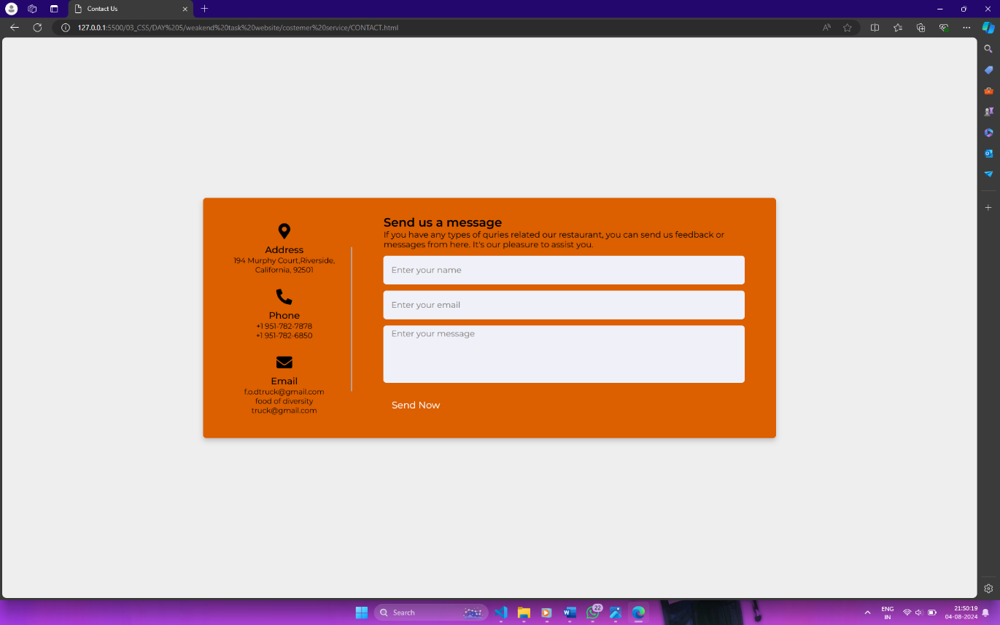 Contact Us
127.0.0.1:5500/03_CSS/DAY%205/weakend%20task%20website/costemer%20service/CONTACT.html
Address
194 Murphy Court,Riverside,
California, 92501
Phone
+1 951-782-7878
+1 951-782-6850
Email
f.o.dtruck@gmail.com
food of diversity
truck@gmail.com
Send us a message
If you have any types of quries related our restaurant, you can send us feedback or
messages from here. It's our pleasure to assist you.
Enter your name
Enter your email
Enter your message
Send Now
Search
22
ENG
IN
21:50:19
04-08-2024